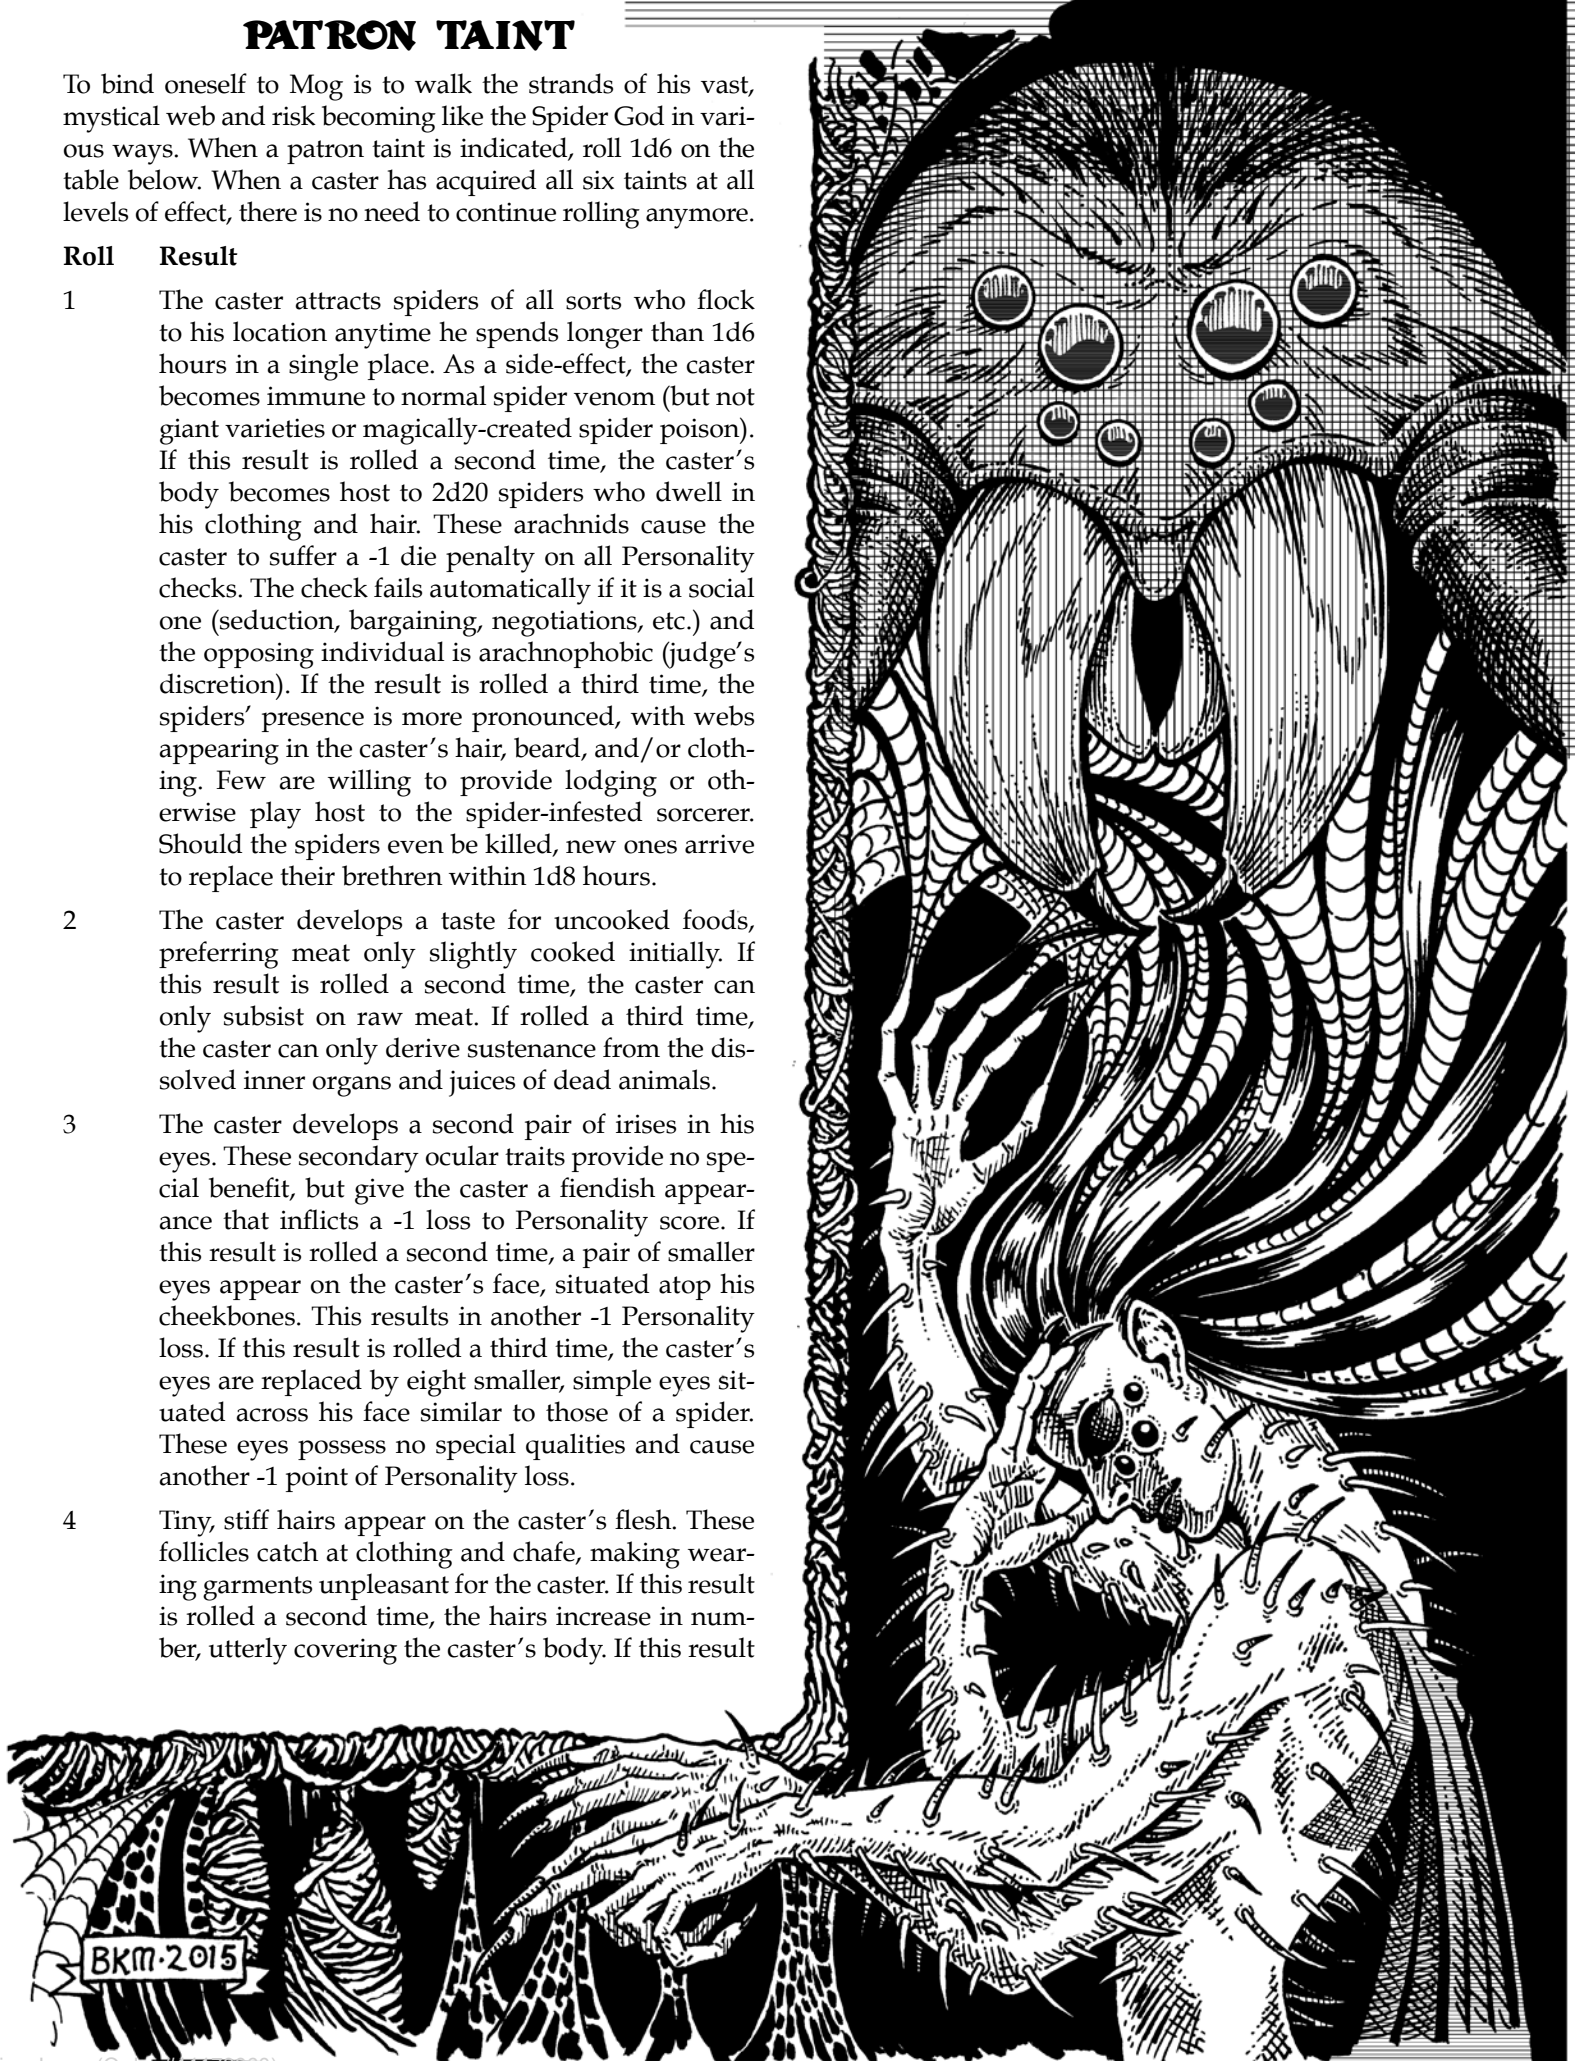 PATRON TAINT
To bind oneself to Mog is to walk the strands of his vast,
mystical web and risk becoming like the Spider God in vari-
ous ways. When a patron taint is indicated, roll 1d6 on the
table below. When a caster has acquired all six taints at all
levels of effect, there is no need to continue rolling anymore.
Roll Result
1 The caster attracts spiders of all sorts who flock
to his location anytime he spends longer than 1d6
hours in a single place. As a side-effect, the caster
becomes immune to normal spider venom (but not
giant varieties or magically-created spider poison).
If this result is rolled a second time, the caster's
body becomes host to 2d20 spiders who dwell in
his clothing and hair. These arachnids cause the
caster to suffer a -1 die penalty on all Personality
checks. The check fails automatically if it is a social
one (seduction, bargaining, negotiations, etc.) and
the opposing individual is arachnophobic (judge's
discretion). If the result is rolled a third time, the
spiders' presence is more pronounced, with webs
appearing in the caster's hair, beard, and/or cloth-
ing. Few are willing to provide lodging or oth-
erwise play host to the spider-infested sorcerer.
Should the spiders even be killed, new ones arrive
to replace their brethren within 1d8 hours.
2 The caster develops a taste for uncooked foods,
preferring meat only slightly cooked initially. If
this result is rolled a second time, the caster can
only subsist on raw meat. If rolled a third time,
the caster can only derive sustenance from the dis-
solved inner organs and juices of dead animals.
3 The caster develops a second pair of irises in his
eyes. These secondary ocular traits provide no spe-
cial benefit, but give the caster a fiendish appear-
ance that inflicts a -1 loss to Personality score. If
this result is rolled a second time, a pair of smaller
eyes appear on the caster's face, situated atop his
cheekbones. This results in another -1 Personality
loss. If this result is rolled a third time, the caster's
eyes are replaced by eight smaller, simple eyes sit-
uated across his face similar to those of a spider.
These eyes possess no special qualities and cause
another -1 point of Personality loss.
4 Tiny, stiff hairs appear on the caster's flesh. These
follicles catch at clothing and chafe, making wear-
ing garments unpleasant for the caster. If this result
is rolled a second time, the hairs increase in num-
ber, utterly covering the caster's body. If this result
BKM·2015